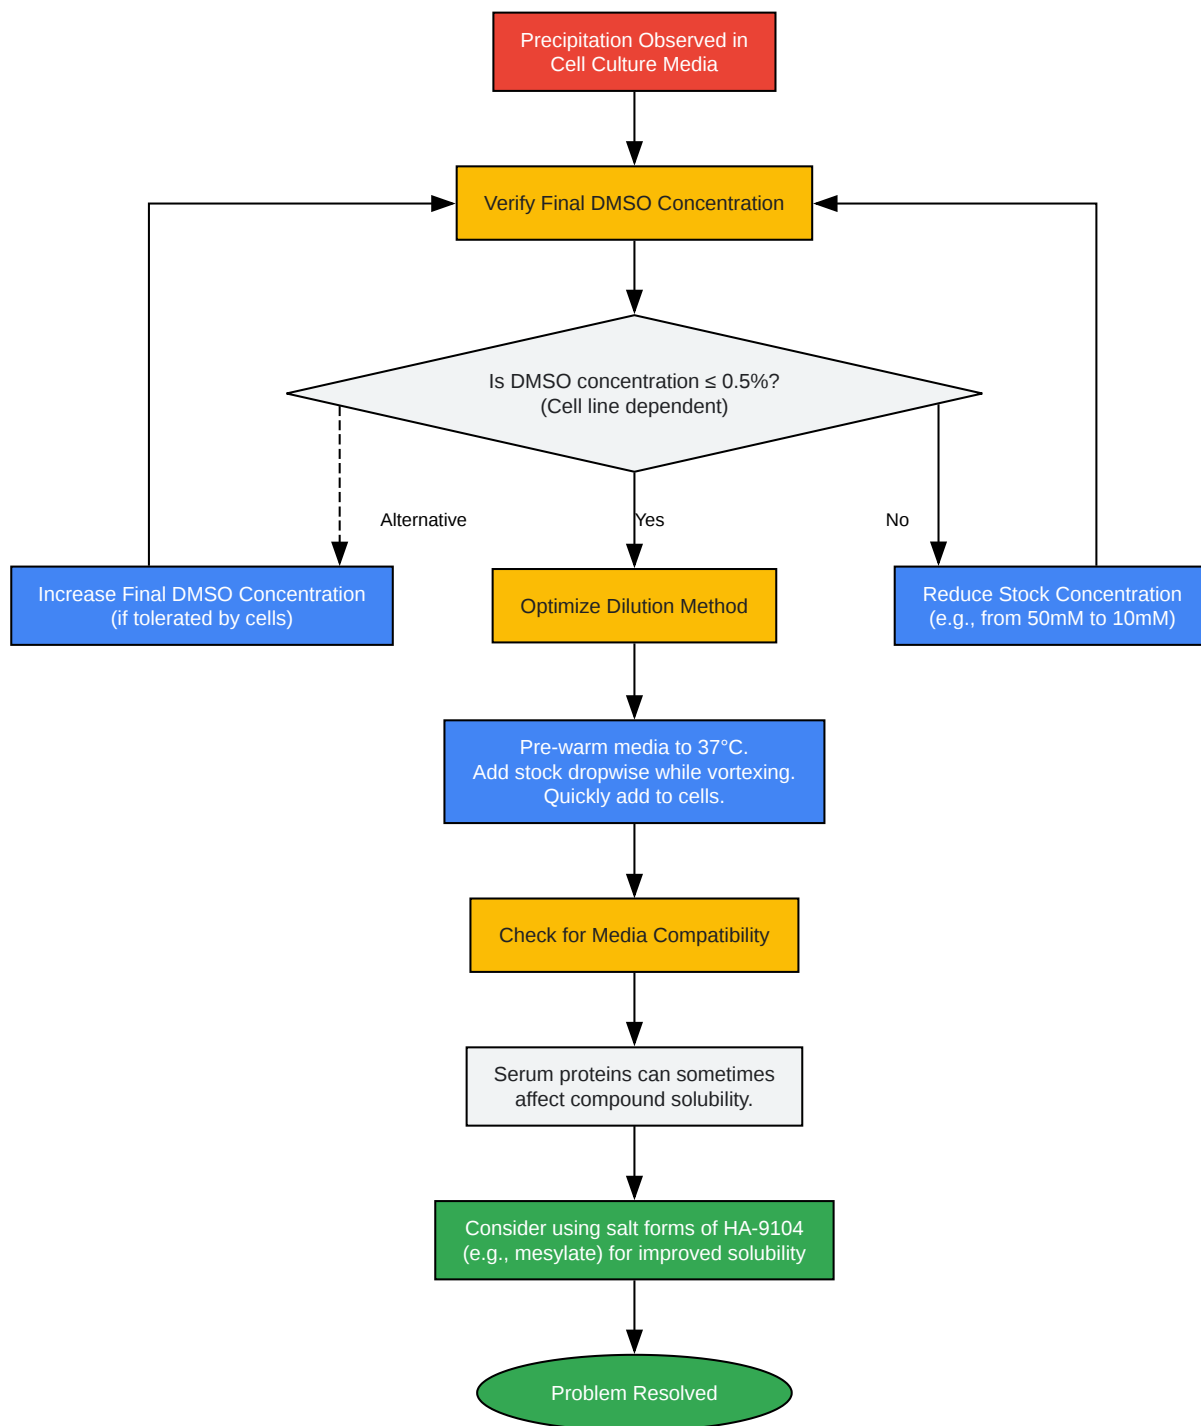 Precipitation Observed in
Cell Culture Media
Verify Final DMSO Concentration
Is DMSO concentration ≤ 0.5%?
(Cell line dependent)
Alternative
Yes
No
Increase Final DMSO Concentration
(if tolerated by cells)
Optimize Dilution Method
Reduce Stock Concentration
(e.g., from 50mM to 10mM)
Pre-warm media to 37°C.
Add stock dropwise while vortexing.
Quickly add to cells.
Check for Media Compatibility
Serum proteins can sometimes
affect compound solubility.
Consider using salt forms of HA-9104
(e.g., mesylate) for improved solubility
Problem Resolved